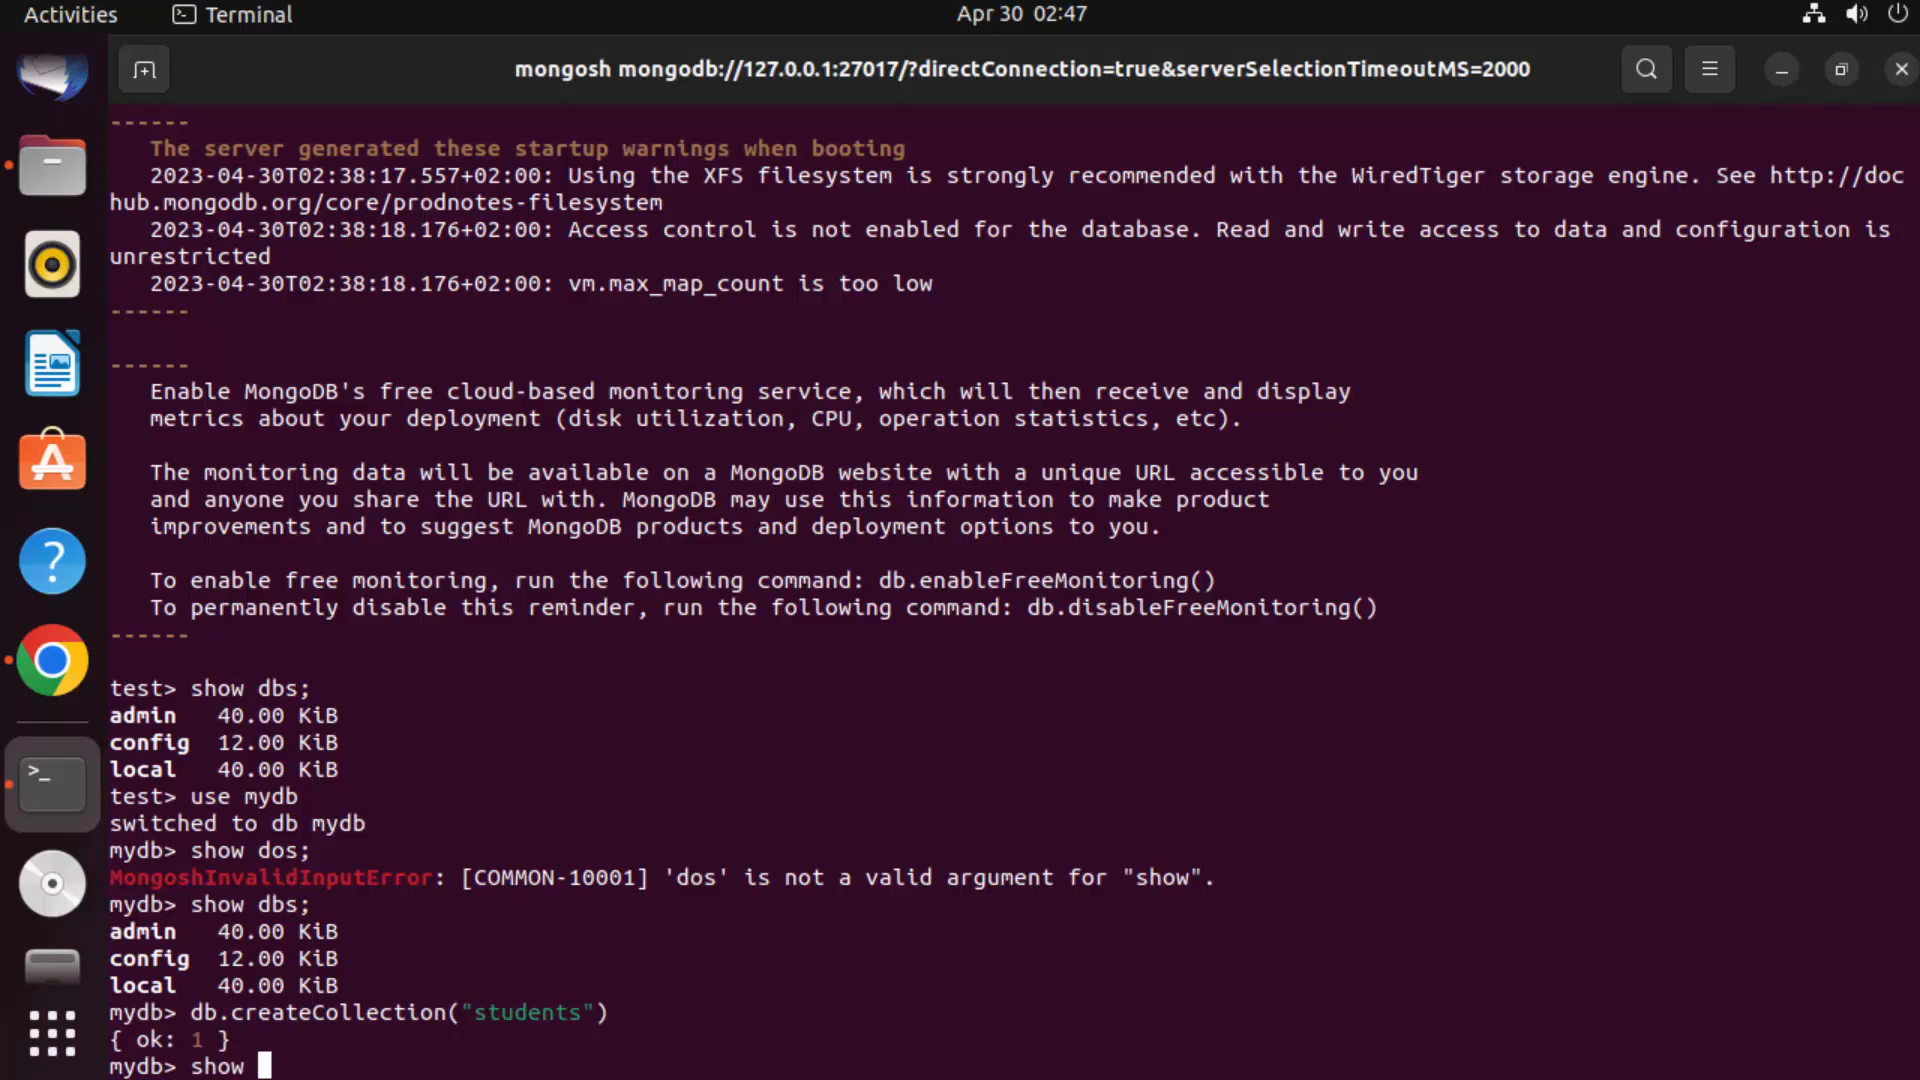 Activities
Terminal
Apr 30 02:47
mongosh mongodb://127.0.0.1:27017/?directConnection=true&serverSelectionTimeoutMS=2000
------
The server generated these startup warnings when booting
2023-04-30T02:38:17.557+02:00: Using the XFS filesystem is strongly recommended with the WiredTiger storage engine. See http://doc
hub.mongodb.org/core/prodnotes-filesystem
2023-04-30T02:38:18.176+02:00: Access control is not enabled for the database. Read and write access to data and configuration is
unrestricted
2023-04-30T02:38:18.176+02:00: vm.max_map_count is too low
------
------
Enable MongoDB's free cloud-based monitoring service, which will then receive and display
metrics about your deployment (disk utilization, CPU, operation statistics, etc).
The monitoring data will be available on a MongoDB website with a unique URL accessible to you
and anyone you share the URL with. MongoDB may use this information to make product
improvements and to suggest MongoDB products and deployment options to you.
To enable free monitoring, run the following command: db.enableFreeMonitoring()
To permanently disable this reminder, run the following command: db.disableFreeMonitoring()
------
test> show dbs;
admin 40.00 KiB
config 12.00 KiB
local 40.00 KiB
test> use mydb
switched to db mydb
mydb> show dos;
MongoshInvalidInputError: [COMMON-10001] 'dos' is not a valid argument for "show".
mydb> show dbs;
admin 40.00 KiB
config 12.00 KiB
local 40.00 KiB
mydb> db.createCollection("students")
{ ok: 1 }
mydb> show